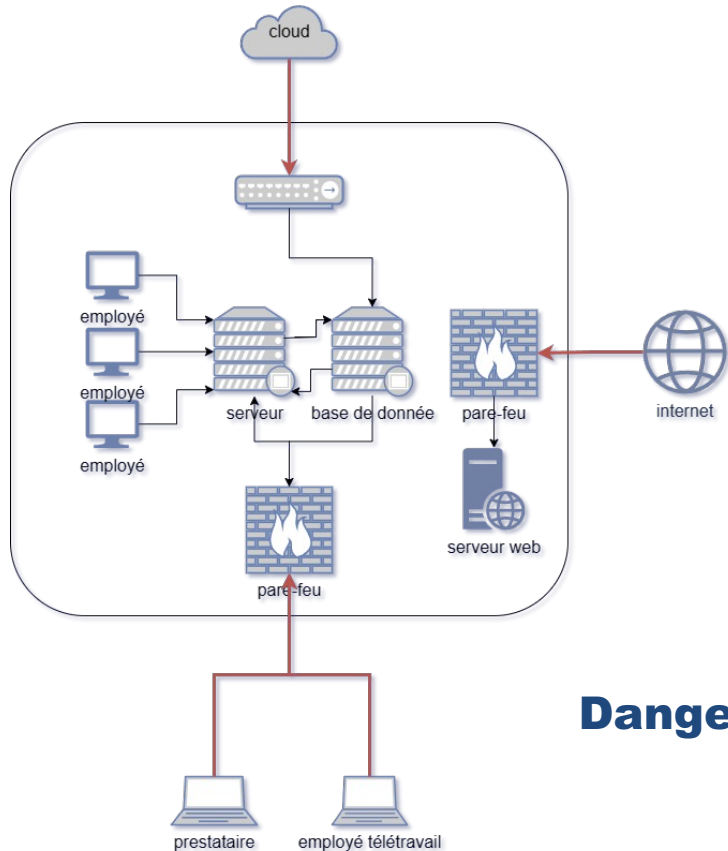 cloud
employé
employé
employé
serveur
base de donnée
pare-feu
internet
serveur web
pare-feu
Dange
prestataire
employé télétravail